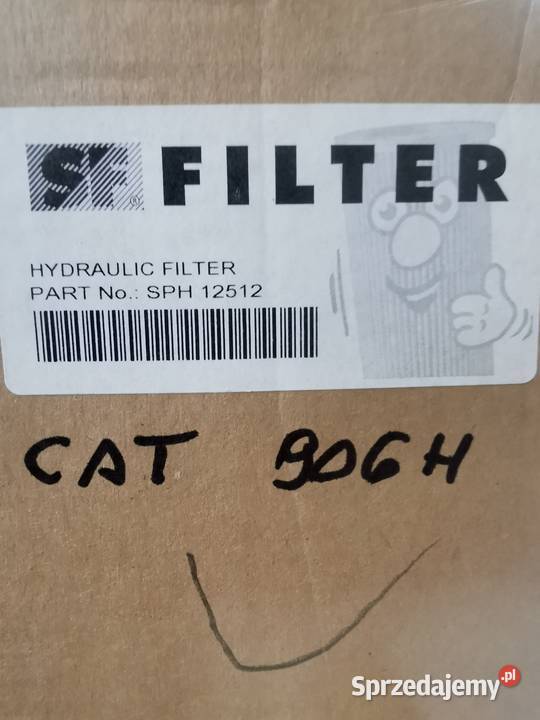 SF® FILTER
HYDRAULIC FILTER
PART No.: SPH 12512
CAT 906H
Sprzedajemy.pl